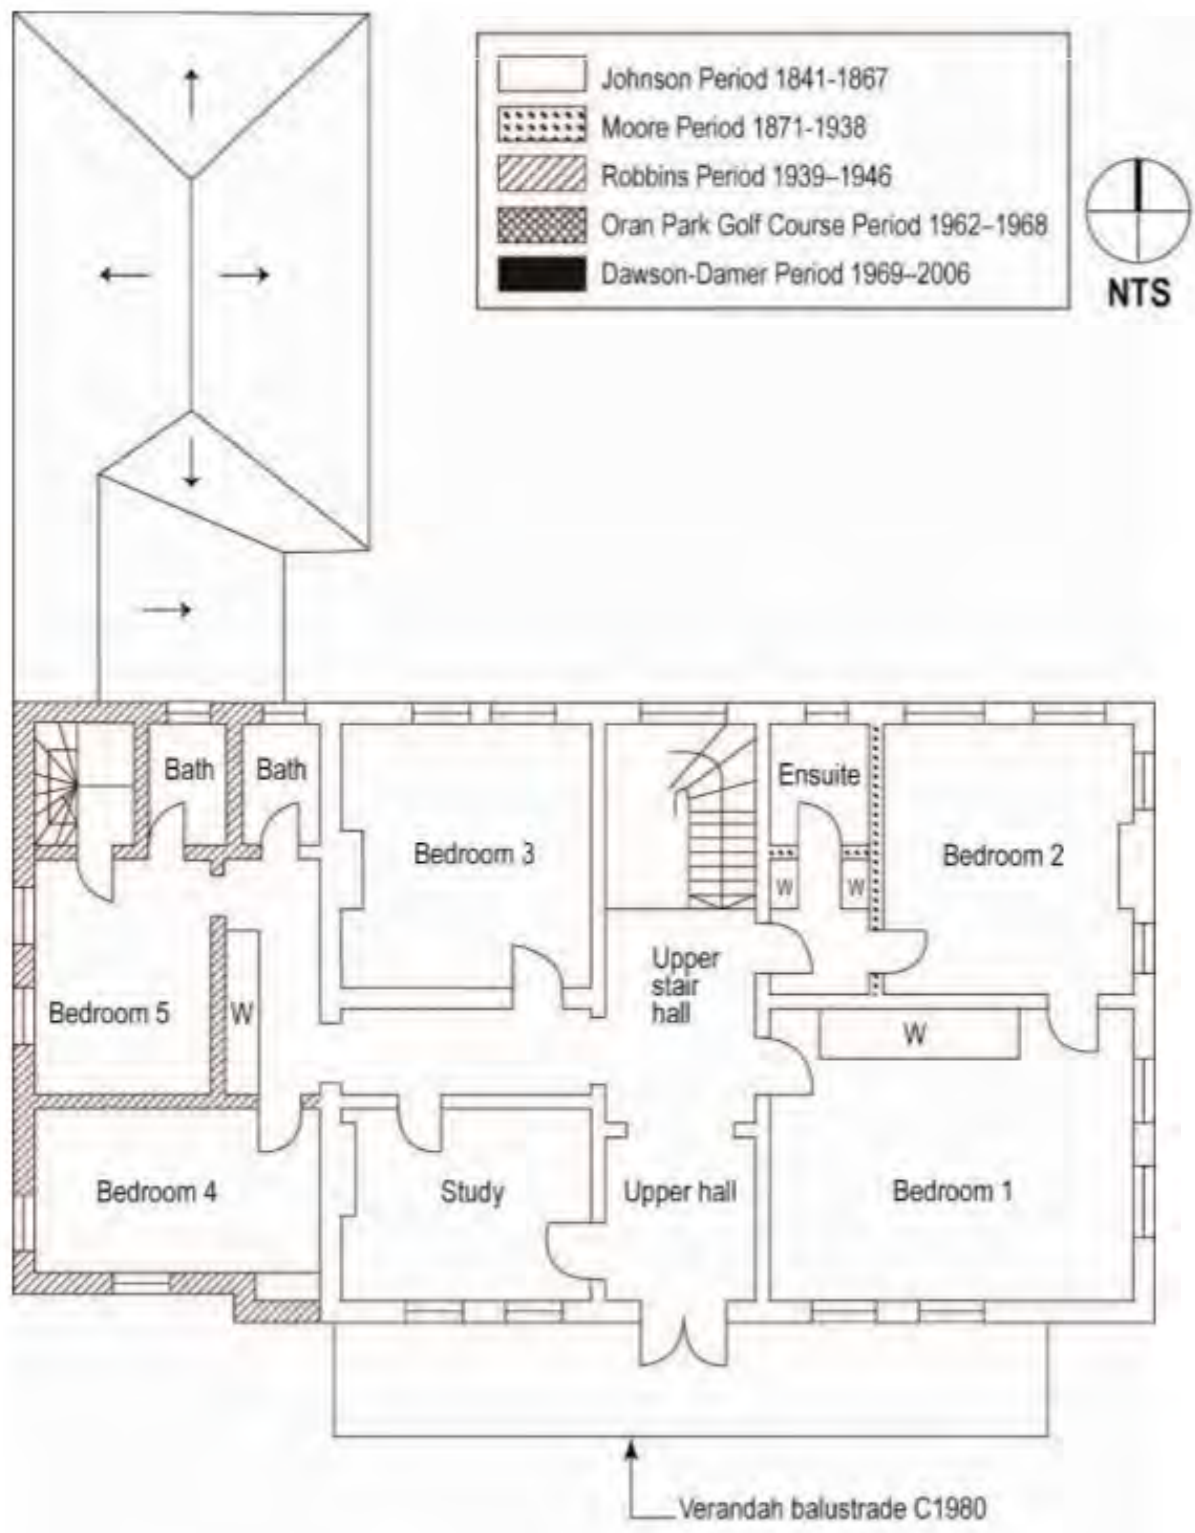 Johnson Period 1841-1867
Moore Period 1871-1938
Robbins Period 1939–1946
Oran Park Golf Course Period 1962–1968
Dawson-Damer Period 1969–2006
NTS
Bath
Bath
Bedroom 3
Ensuite
Bedroom 2
W
W
Upper
stair
hall
Bedroom 5
W
W
Bedroom 4
Study
Upper hall
Bedroom 1
Verandah balustrade C1980